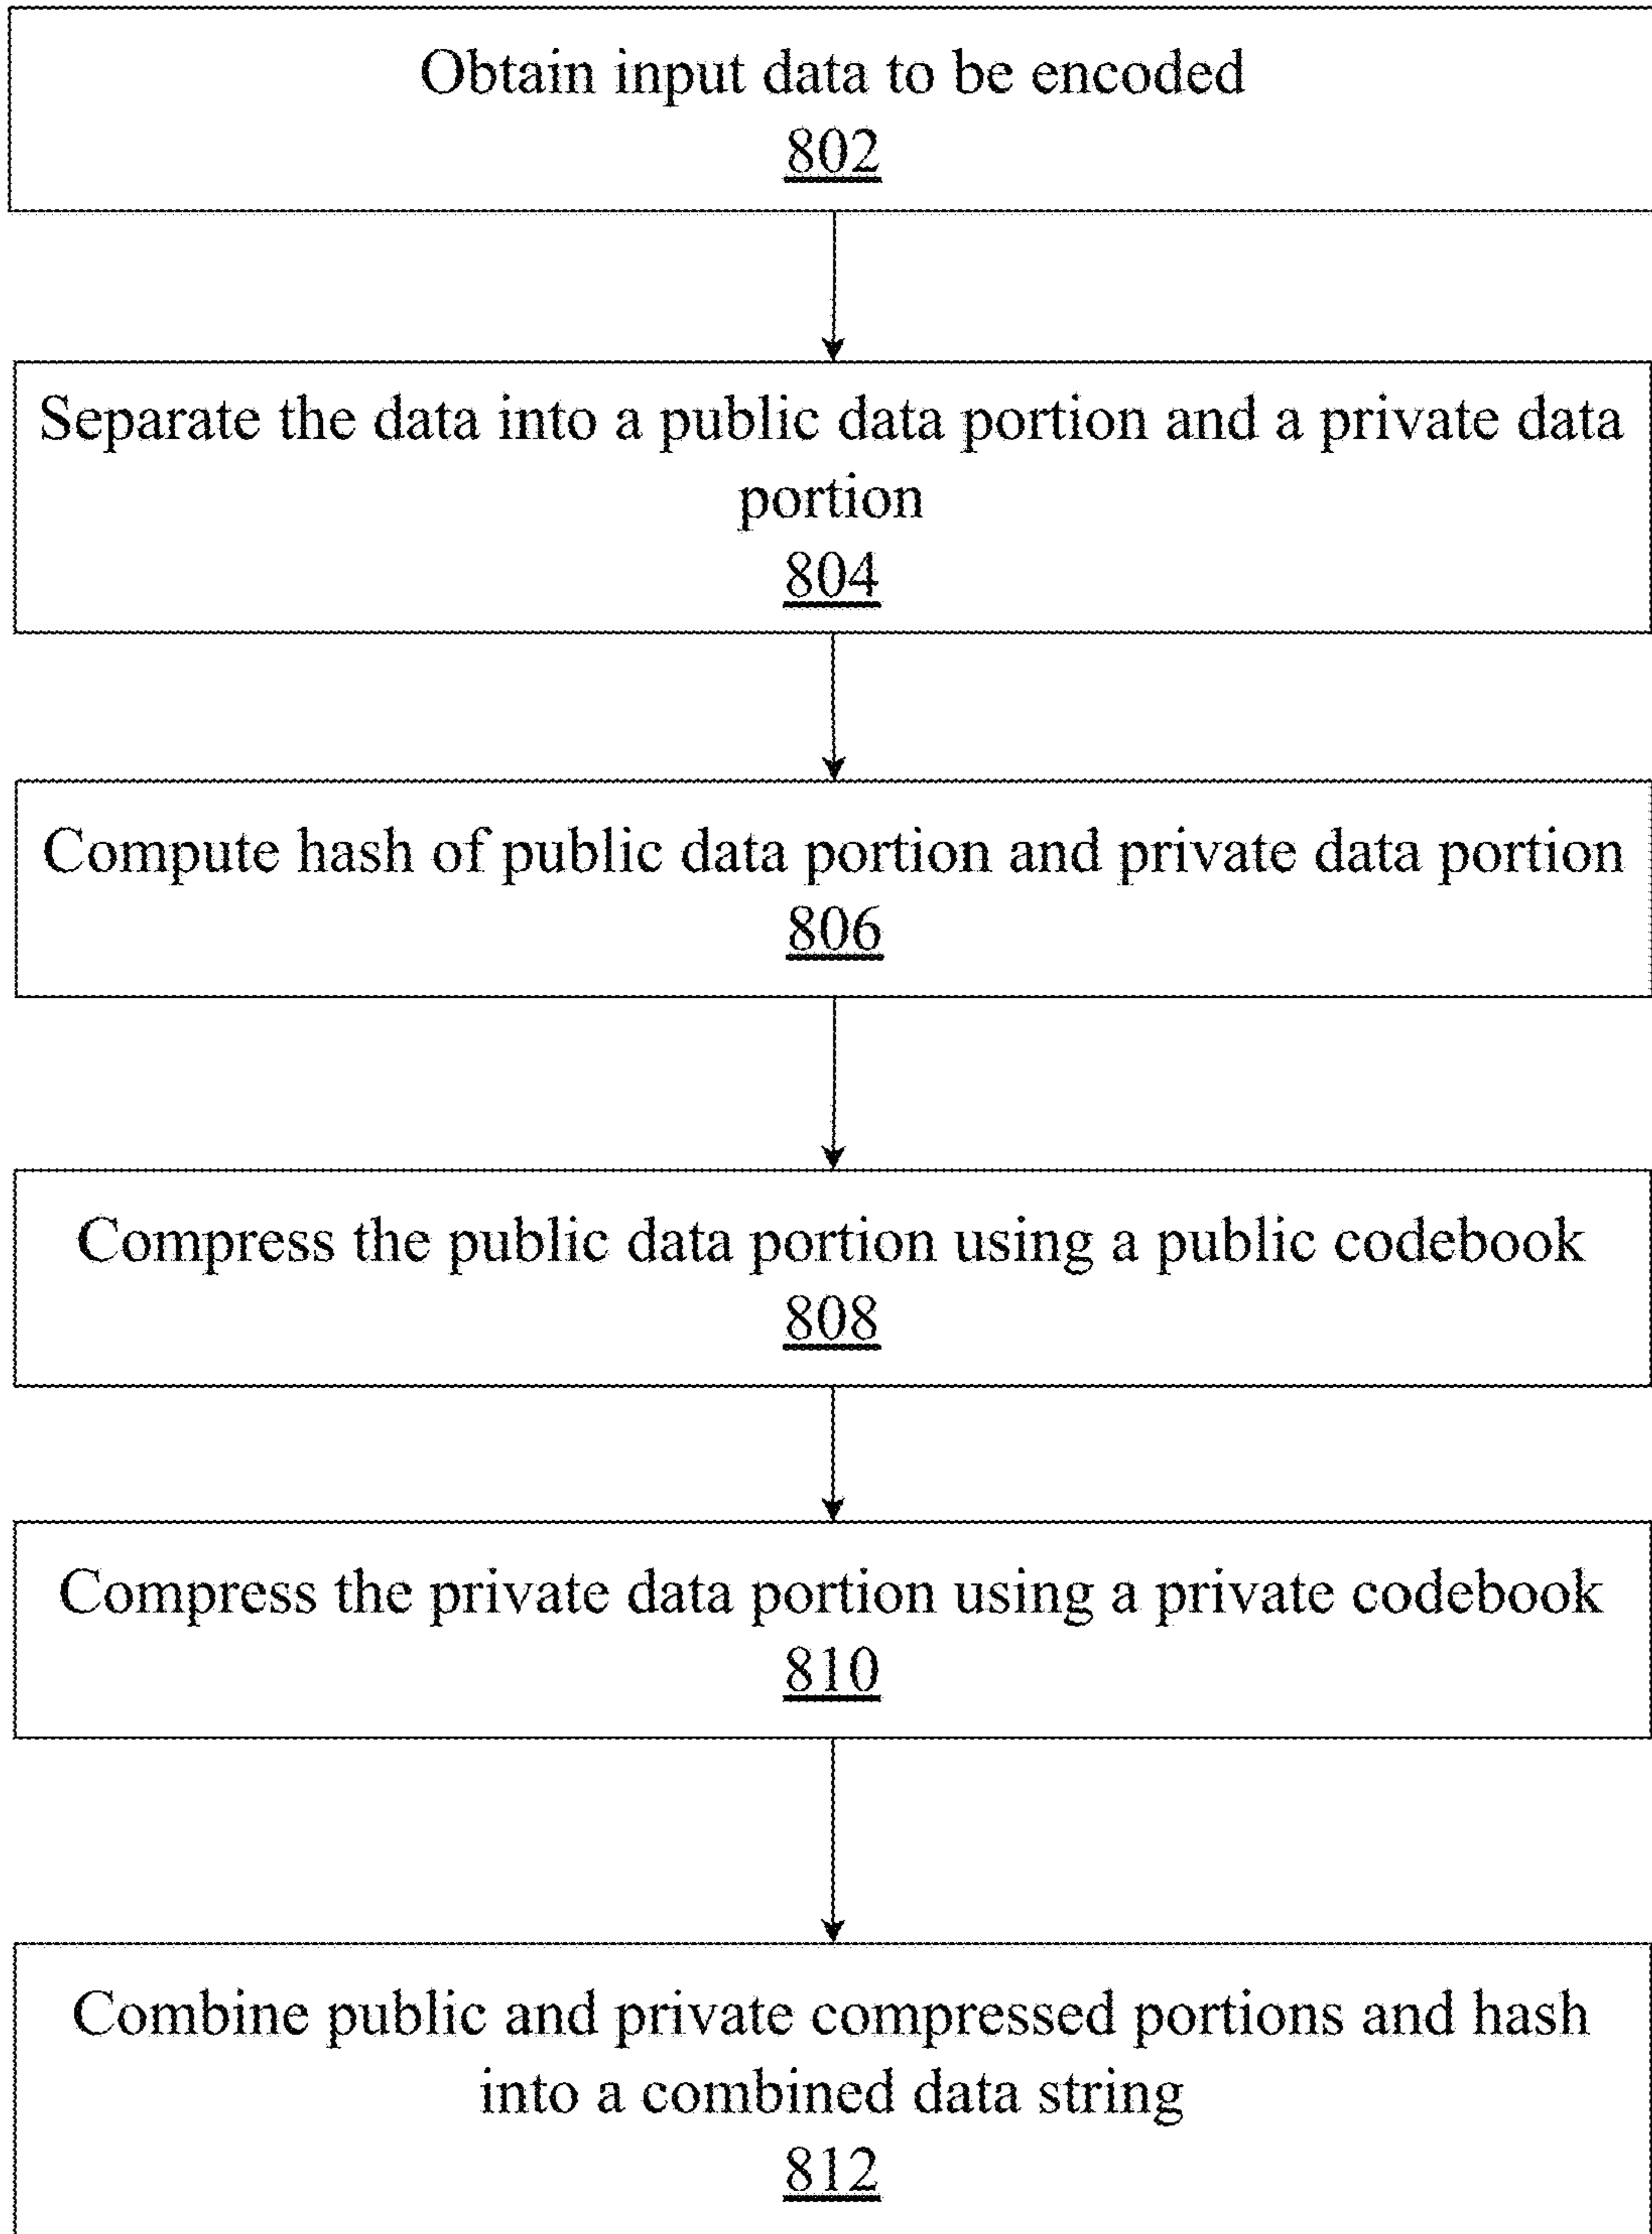 Obtain input data to be encoded
802
Separate the data into a public data portion and a private data
portion
804
Compute hash of public data portion and private data portion
806
Compress the public data portion using a public codebook
808
Compress the private data portion using a private codebook
810
Combine public and private compressed portions and hash
into a combined data string
812